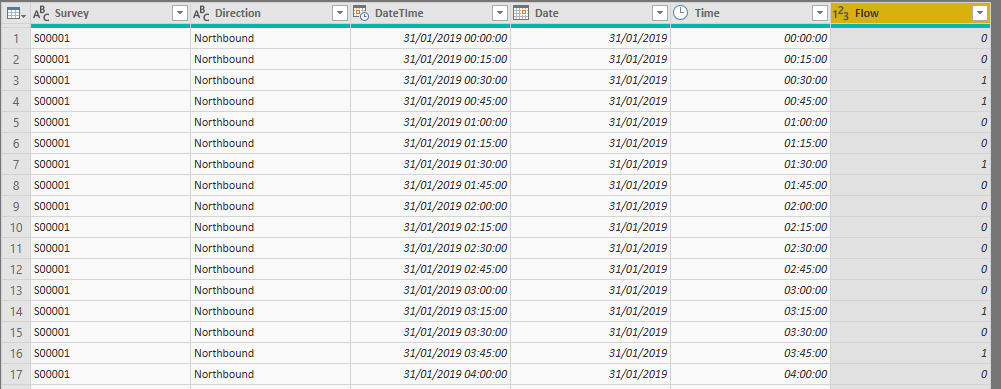 ABC Survey ABC Direction DateTIme Date Time 123 Flow
1 S00001 Northbound 31/01/2019 00:00:00 31/01/2019 00:00:00 0
2 S00001 Northbound 31/01/2019 00:15:00 31/01/2019 00:15:00 0
3 S00001 Northbound 31/01/2019 00:30:00 31/01/2019 00:30:00 1
4 S00001 Northbound 31/01/2019 00:45:00 31/01/2019 00:45:00 1
5 S00001 Northbound 31/01/2019 01:00:00 31/01/2019 01:00:00 0
6 S00001 Northbound 31/01/2019 01:15:00 31/01/2019 01:15:00 0
7 S00001 Northbound 31/01/2019 01:30:00 31/01/2019 01:30:00 1
8 S00001 Northbound 31/01/2019 01:45:00 31/01/2019 01:45:00 0
9 S00001 Northbound 31/01/2019 02:00:00 31/01/2019 02:00:00 0
10 S00001 Northbound 31/01/2019 02:15:00 31/01/2019 02:15:00 0
11 S00001 Northbound 31/01/2019 02:30:00 31/01/2019 02:30:00 0
12 S00001 Northbound 31/01/2019 02:45:00 31/01/2019 02:45:00 0
13 S00001 Northbound 31/01/2019 03:00:00 31/01/2019 03:00:00 0
14 S00001 Northbound 31/01/2019 03:15:00 31/01/2019 03:15:00 1
15 S00001 Northbound 31/01/2019 03:30:00 31/01/2019 03:30:00 0
16 S00001 Northbound 31/01/2019 03:45:00 31/01/2019 03:45:00 1
17 S00001 Northbound 31/01/2019 04:00:00 31/01/2019 04:00:00 0